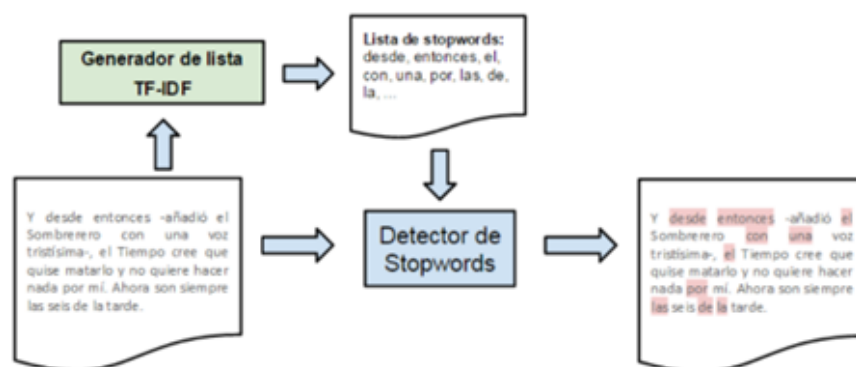 Generador de lista
TF-IDF
Lista de stopwords:
desde, entonces, el,
con, una, por, las, de,
la, ...
Y desde entonces -añadió el
Sombrerero con una voz
tristísima-, el Tiempo cree que
quise matarlo y no quiere hacer
nada por mí. Ahora son siempre
las seis de la tarde.
Detector de
Stopwords
Y desde entonces -añadió el
Sombrerero con una voz
tristísima-, el Tiempo cree que
quise matarlo y no quiere hacer
nada por mí. Ahora son siempre
las seis de la tarde.